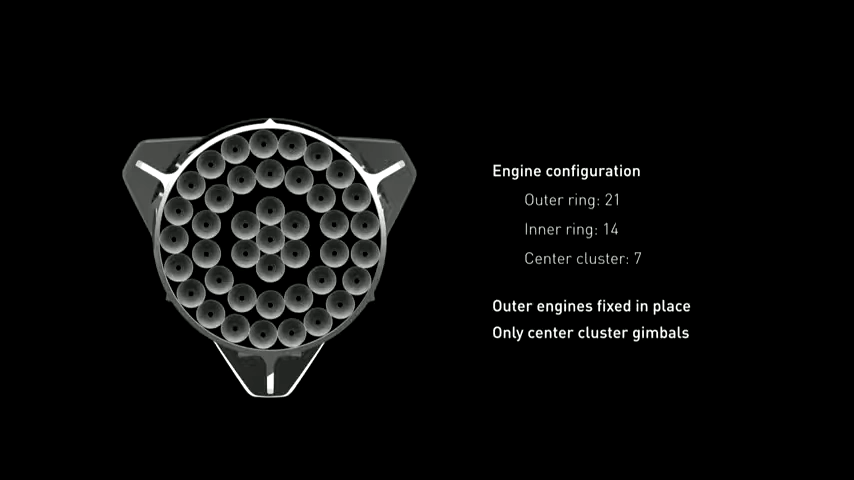 Engine configuration
Outer ring: 21
Inner ring: 14
Center cluster: 7
Outer engines fixed in place
Only center cluster gimbals